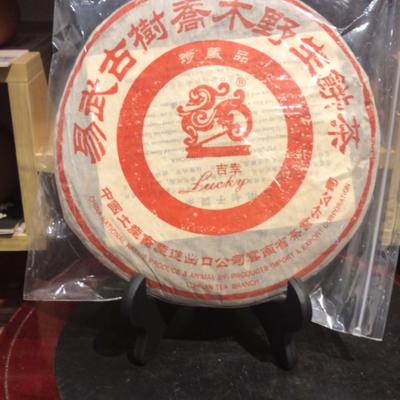 易武古樹喬木野生餅茶
珍藏品
®
吉幸
Lucky
中國土產畜產進出口公司雲南省茶葉分公司
CHINA NATIONAL NATIVE PRODUCE & ANIMAL BY-PRODUCTS IMPORT & EXPORT CORPORATION
YUNNAN TEA BRANCH